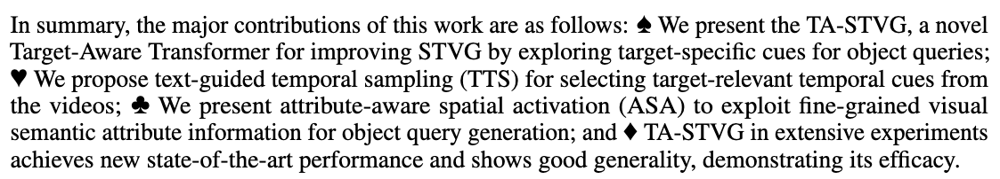 In summary, the major contributions of this work are as follows: ♠ We present the TA-STVG, a novel
Target-Aware Transformer for improving STVG by exploring target-specific cues for object queries;
♥ We propose text-guided temporal sampling (TTS) for selecting target-relevant temporal cues from
the videos; ♣ We present attribute-aware spatial activation (ASA) to exploit fine-grained visual
semantic attribute information for object query generation; and ♦ TA-STVG in extensive experiments
achieves new state-of-the-art performance and shows good generality, demonstrating its efficacy.